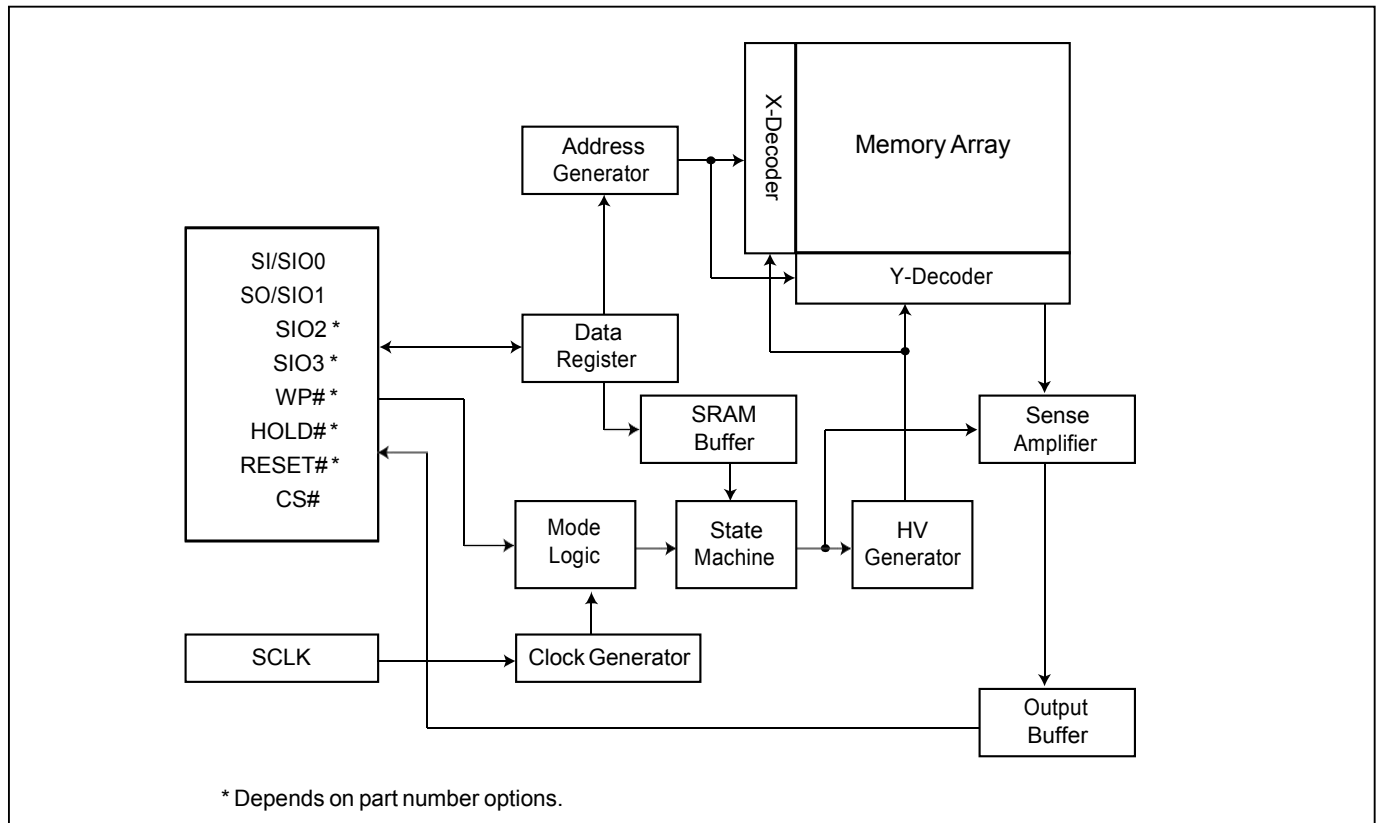 X-Decoder
Memory Array
Address
Generator
SI/SIO0
SO/SIO1
SIO2 *
SIO3 *
WP# *
HOLD# *
RESET# *
CS#
Y-Decoder
Data
Register
SRAM
Buffer
Sense
Amplifier
Mode
Logic
State
Machine
HV
Generator
SCLK
Clock Generator
Output
Buffer
* Depends on part number options.